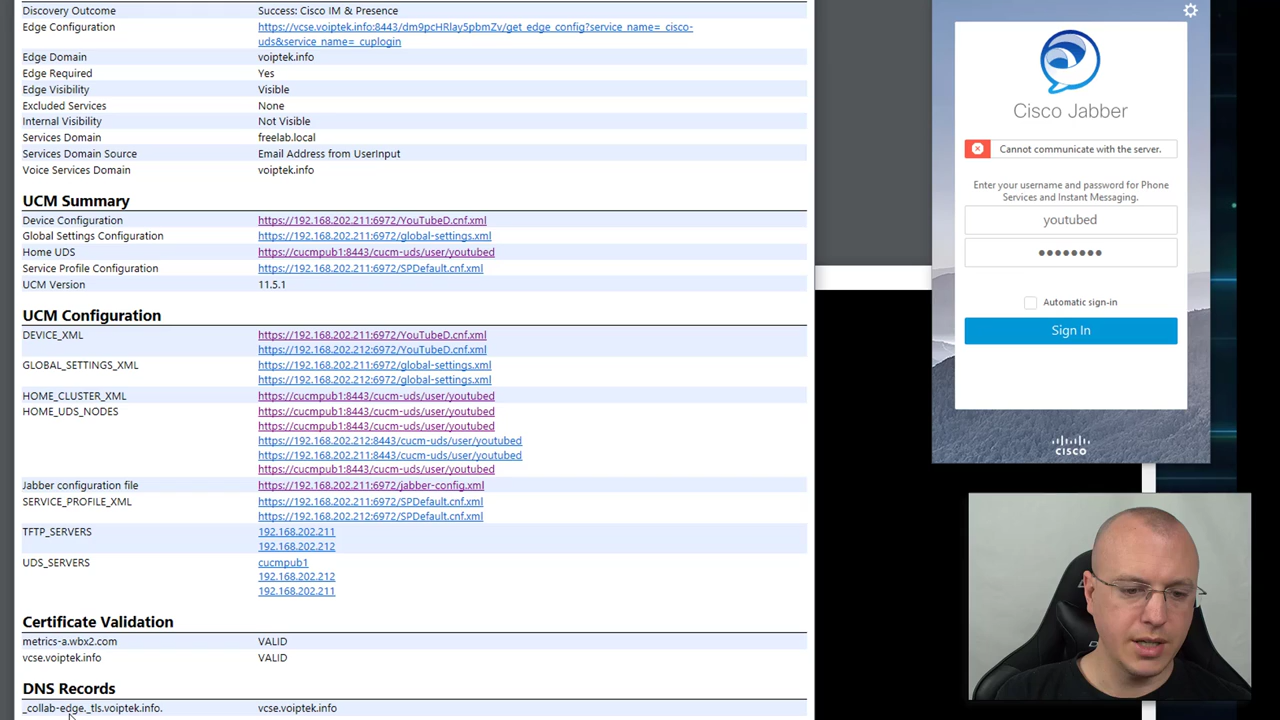 Discovery Outcome Success: Cisco IM & Presence
Edge Configuration https://vcse.voiptek.info:8443/dm9pcHRlay5pbmZv/get_edge_config?service_name=_cisco-
uds&service_name=_cuplogin
Edge Domain voiptek.info
Edge Required Yes
Edge Visibility Visible
Excluded Services None
Internal Visibility Not Visible
Services Domain freelab.local
Services Domain Source Email Address from UserInput
Voice Services Domain voiptek.info
UCM Summary
Device Configuration https://192.168.202.211:6972/YouTubeD.cnf.xml
Global Settings Configuration https://192.168.202.211:6972/global-settings.xml
Home UDS https://cucmpub1:8443/cucm-uds/user/youtubed
Service Profile Configuration https://192.168.202.211:6972/SPDefault.cnf.xml
UCM Version 11.5.1
UCM Configuration
DEVICE_XML https://192.168.202.211:6972/YouTubeD.cnf.xml
https://192.168.202.212:6972/YouTubeD.cnf.xml
GLOBAL_SETTINGS_XML https://192.168.202.211:6972/global-settings.xml
https://192.168.202.212:6972/global-settings.xml
HOME_CLUSTER_XML https://cucmpub1:8443/cucm-uds/user/youtubed
HOME_UDS_NODES https://cucmpub1:8443/cucm-uds/user/youtubed
https://cucmpub1:8443/cucm-uds/user/youtubed
https://192.168.202.212:8443/cucm-uds/user/youtubed
https://192.168.202.211:8443/cucm-uds/user/youtubed
https://cucmpub1:8443/cucm-uds/user/youtubed
Jabber configuration file https://192.168.202.211:6972/jabber-config.xml
SERVICE_PROFILE_XML https://192.168.202.211:6972/SPDefault.cnf.xml
https://192.168.202.212:6972/SPDefault.cnf.xml
TFTP_SERVERS 192.168.202.211
192.168.202.212
UDS_SERVERS cucmpub1
192.168.202.212
192.168.202.211
Certificate Validation
metrics-a.wbx2.com VALID
vcse.voiptek.info VALID
DNS Records
_collab-edge._tls.voiptek.info. vcse.voiptek.info
Cisco Jabber
Cannot communicate with the server.
Enter your username and password for Phone
Services and Instant Messaging.
youtubed
Automatic sign-in
Sign In
CISCO